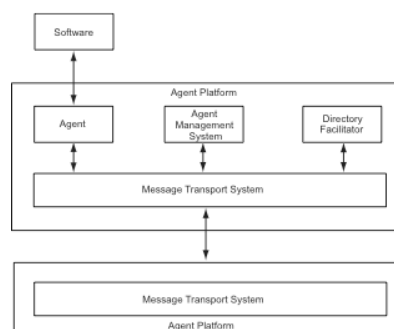 Software
Agent Platform
Agent
Agent
Management
System
Directory
Facilitator
Message Transport System
Message Transport System
Agent Platform